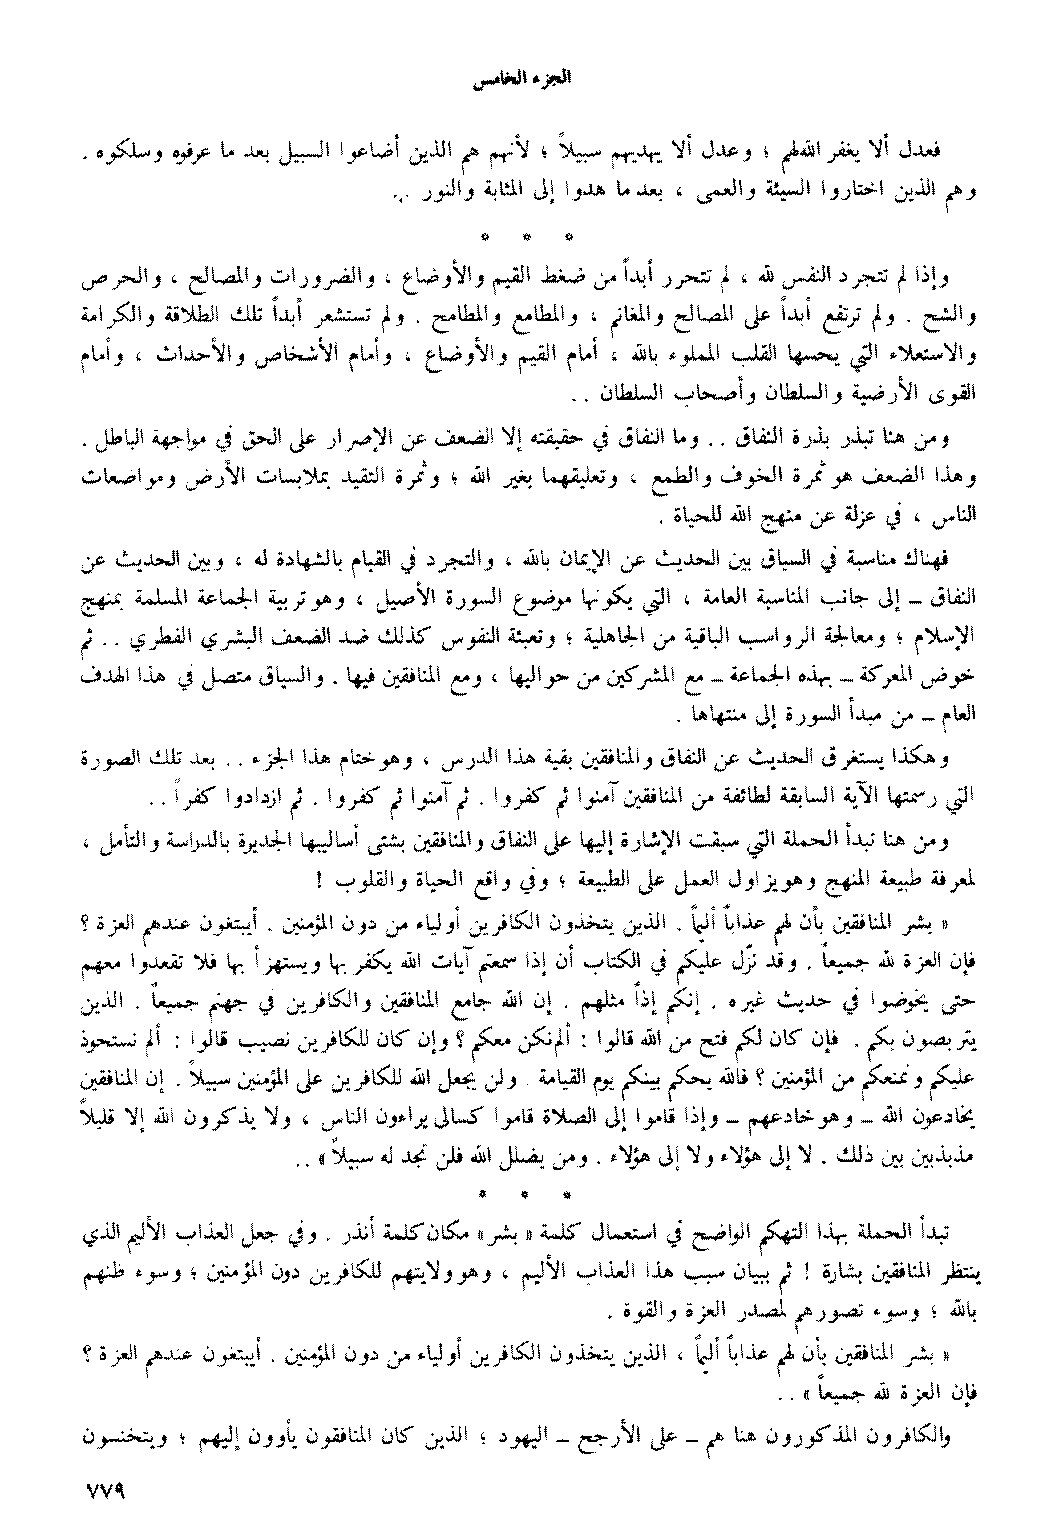 الجزء الخامس
فعدل ألا يغفر الله لهم ؛ وعدل ألا يهديهم سبيلاً ؛ لأنهم هم الذين أضاعوا السبيل بعد ما عرفوه وسلكوه .
وهم الذين اختاروا السيئة والعمى ، بعد ما هدوا إلى المثابة والنور ..
* * *
وإذا لم تتجرد النفس لله ، لم تتحرر أبداً من ضغط القيم والأوضاع ، والضرورات والمصالح ، والحرص
والشح . ولم ترتفع أبداً على المصالح والمغانم ، والمطامع والمطامح . ولم تستشعر أبداً تلك الطلاقة والكرامة
والاستعلاء التي يحسها القلب المملوء بالله ، أمام القيم والأوضاع ، وأمام الأشخاص والأحداث ، وأمام
القوى الأرضية والسلطان وأصحاب السلطان ..
ومن هنا تبذر بذرة النفاق .. وما النفاق في حقيقته إلا الضعف عن الإصرار على الحق في مواجهة الباطل .
وهذا الضعف هو ثمرة الخوف والطمع ، وتعليقهما بغير الله ؛ وثمرة التقيد بملابسات الأرض ومواضعات
الناس ، في عزلة عن منهج الله للحياة .
فهناك مناسبة في السياق بين الحديث عن الإيمان بالله ، والتجرد في القيام بالشهادة له ، وبين الحديث عن
النفاق – إلى جانب المناسبة العامة ، التي يكونها موضوع السورة الأصيل ، وهو تربية الجماعة المسلمة بمنهج
الإسلام ؛ ومعالجة الرواسب الباقية من الجاهلية ؛ وتعبئة النفوس كذلك ضد الضعف البشري الفطري .. ثم
خوض المعركة – بهذه الجماعة – مع المشركين من حواليها ، ومع المنافقين فيها . والسياق متصل في هذا الهدف
العام – من مبدأ السورة إلى منتهاها .
وهكذا يستغرق الحديث عن النفاق والمنافقين بقية هذا الدرس ، وهو ختام هذا الجزء .. بعد تلك الصورة
التي رسمتها الآية السابقة لطائفة من المنافقين آمنوا ثم كفروا . ثم آمنوا ثم كفروا . ثم ازدادوا كفراً ..
ومن هنا تبدأ الحملة التي سبقت الإشارة إليها على النفاق والمنافقين بشتى أساليبها الجديرة بالدراسة والتأمل ،
لمعرفة طبيعة المنهج وهو يزاول العمل على الطبيعة ؛ وفي واقع الحياة والقلوب !
« بشر المنافقين بأن لهم عذاباً أليماً . الذين يتخذون الكافرين أولياء من دون المؤمنين . أيبتغون عندهم العزة ؟
فإن العزة لله جميعاً . وقد نزّل عليكم في الكتاب أن إذا سمعتم آيات الله يكفر بها ويستهزأ بها فلا تقعدوا معهم
حتى يخوضوا في حديث غيره . إنكم إذاً مثلهم . إن الله جامع المنافقين والكافرين في جهنم جميعاً . الذين
يتربصون بكم . فإن كان لكم فتح من الله قالوا : ألم نكن معكم ؟ وإن كان للكافرين نصيب قالوا : ألم نستحوذ
عليكم ونمنعكم من المؤمنين ؟ فالله يحكم بينكم يوم القيامة . ولن يجعل الله للكافرين على المؤمنين سبيلاً . إن المنافقين
يخادعون الله – وهو خادعهم – وإذا قاموا إلى الصلاة قاموا كسالى يراءون الناس ، ولا يذكرون الله إلا قليلاً
مذبذبين بين ذلك . لا إلى هؤلاء ولا إلى هؤلاء . ومن يضلل الله فلن تجد له سبيلاً » ..
* * *
تبدأ الحملة بهذا التهكم الواضح في استعمال كلمة « بشر » مكان كلمة أنذر . وفي جعل العذاب الأليم الذي
ينتظر المنافقين بشارة ! ثم ببيان سبب هذا العذاب الأليم ، وهو ولايتهم للكافرين دون المؤمنين ؛ وسوء ظنهم
بالله ؛ وسوء تصورهم لمصدر العزة والقوة .
« بشر المنافقين بأن لهم عذاباً أليماً ، الذين يتخذون الكافرين أولياء من دون المؤمنين . أيبتغون عندهم العزة ؟
فإن العزة لله جميعاً » ..
والكافرون المذكورون هنا هم – على الأرجح – اليهود ؛ الذين كان المنافقون يأوون إليهم ؛ ويتخنسون
٧٧٩